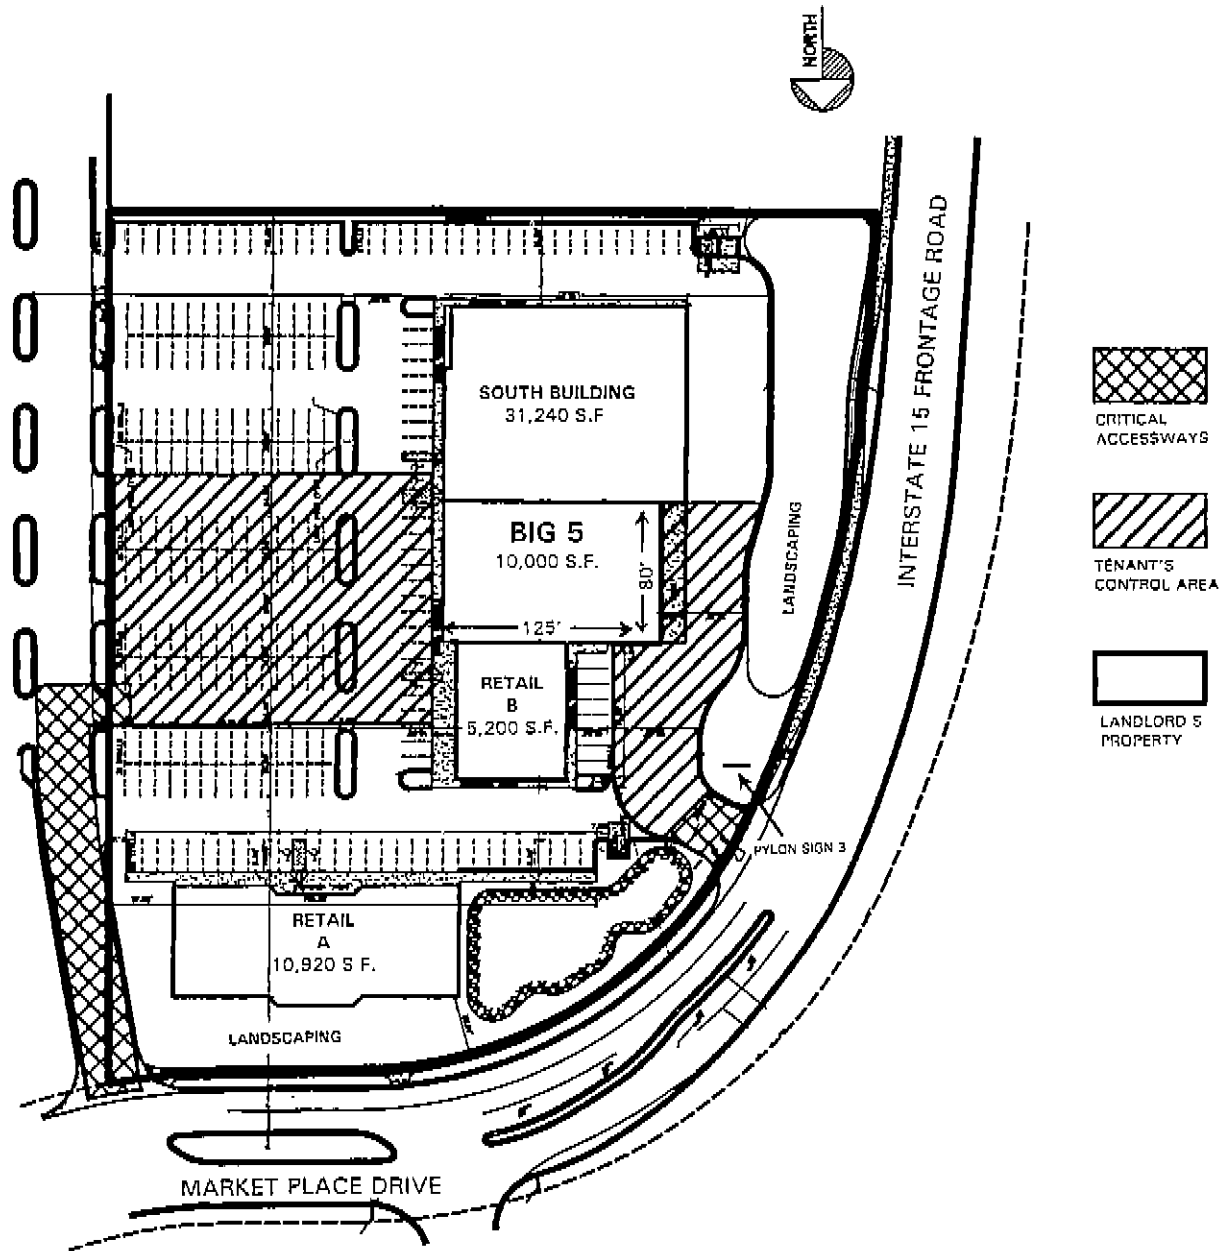 NORTH
INTERSTATE 15 FRONTAGE ROAD
SOUTH BUILDING
31,240 S.F
CRITICAL
ACCESSWAYS
BIG 5
10,000 S.F.
80'
125'
LANDSCAPING
TENANT'S
CONTROL AREA
RETAIL
B
5,200 S.F.
LANDLORD S
PROPERTY
PYLON SIGN 3
RETAIL
A
10,920 S F.
LANDSCAPING
MARKET PLACE DRIVE